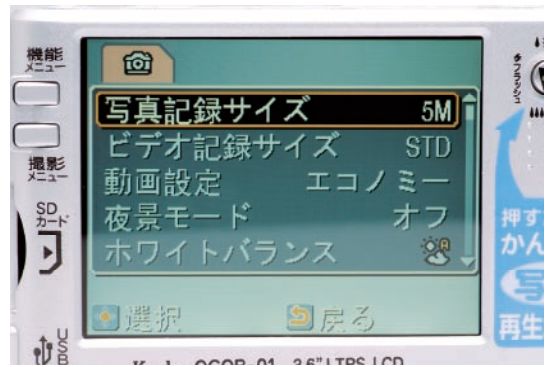 機能
メニュー
撮影
メニュー
SD
カード
USB
写真記録サイズ 5M
ビデオ記録サイズ STD
動画設定 エコノミー
夜景モード オフ
ホワイトバランス
選択 戻る
フラッシュ
押す
かん
写
再生